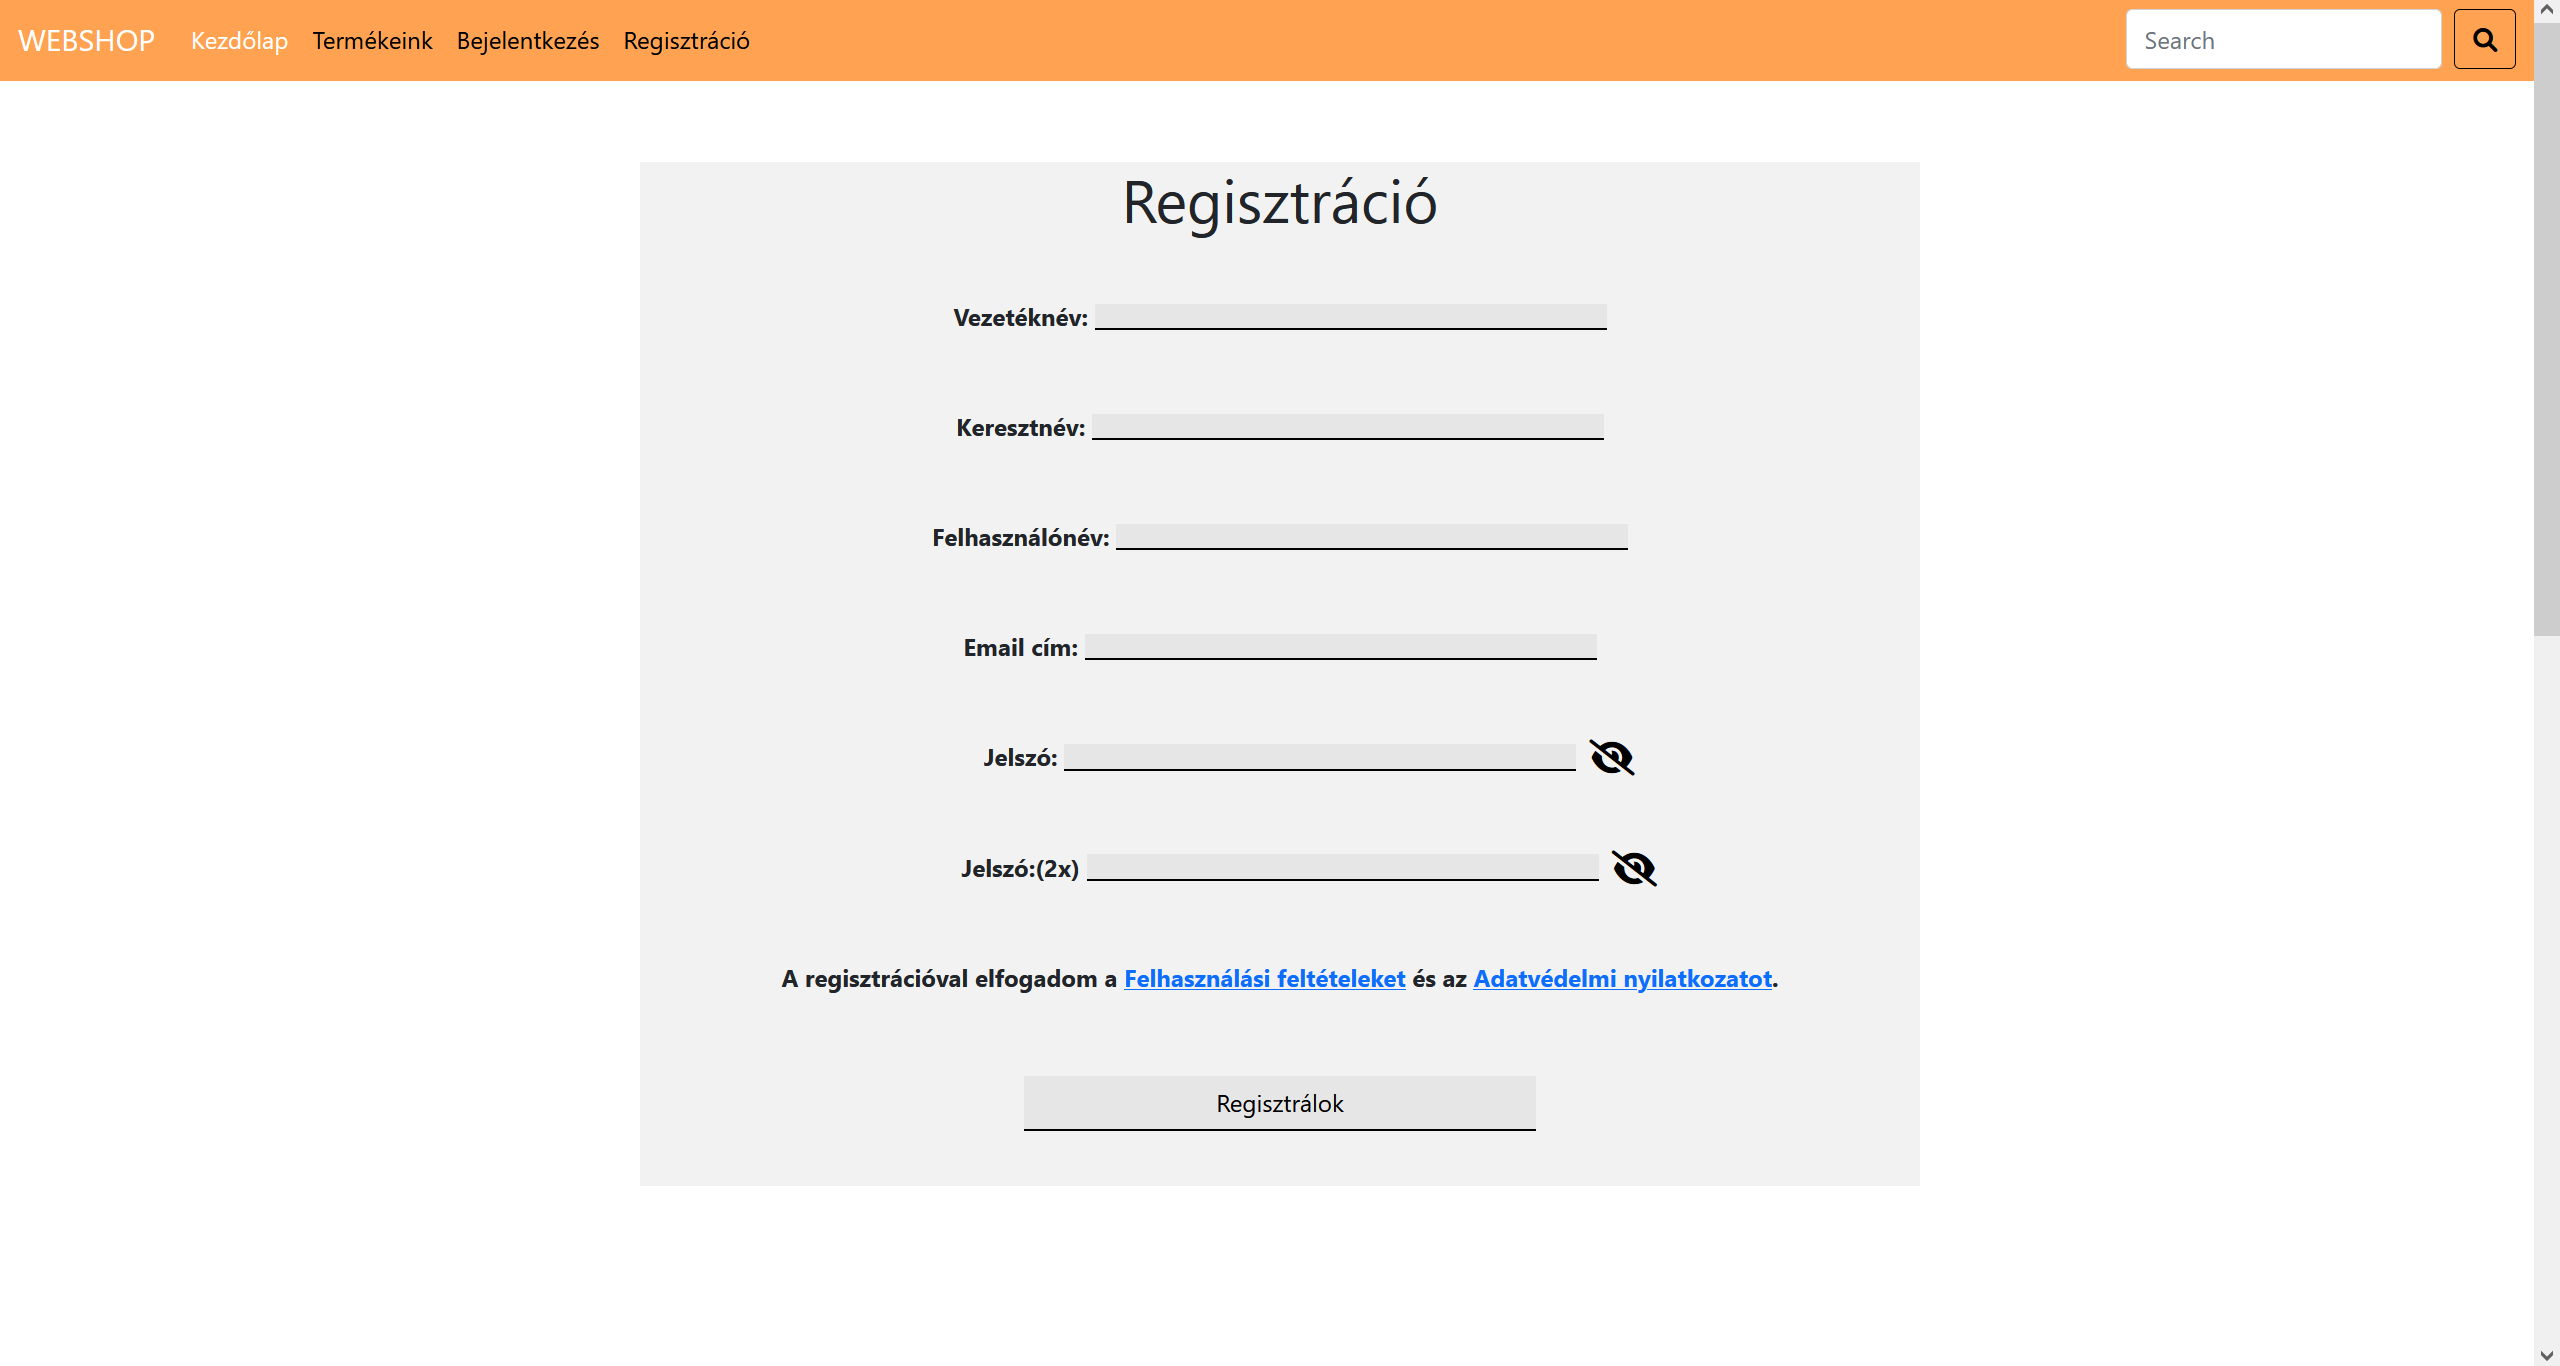 WEBSHOP Kezdőlap Termékeink Bejelentkezés Regisztráció Search
Regisztráció
Vezetéknév:
Keresztnév:
Felhasználónév:
Email cím:
Jelszó:
Jelszó:(2x)
A regisztrációval elfogadom a Felhasználási feltételeket és az Adatvédelmi nyilatkozatot.
Regisztrálok